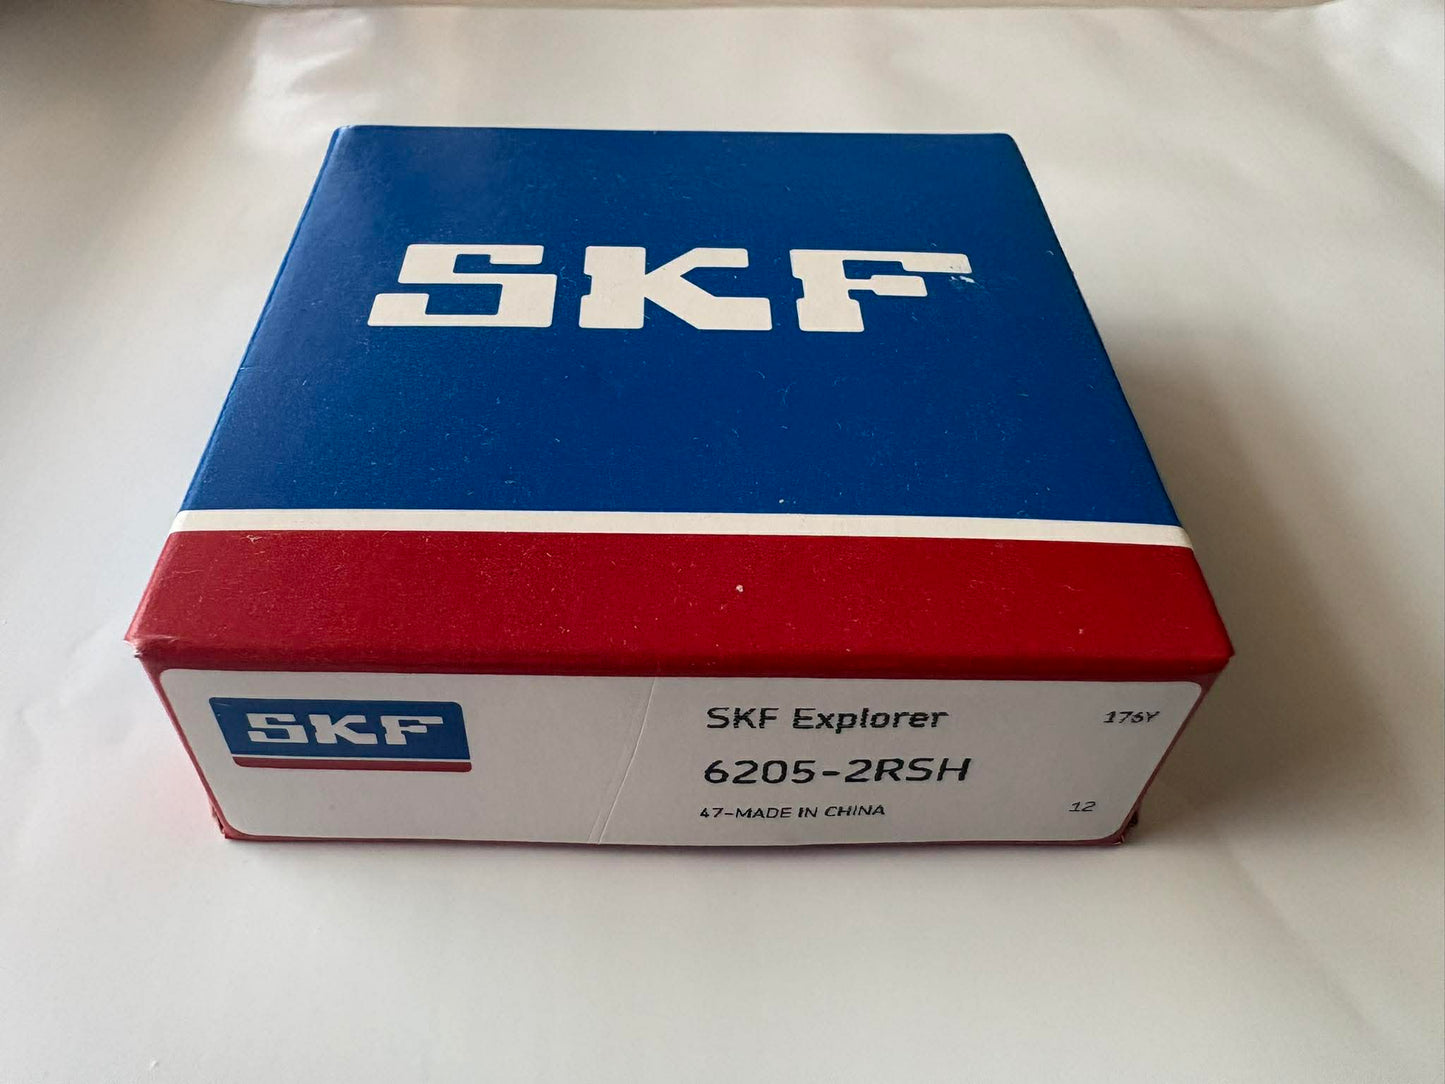 SKF
SKF
SKF Explorer
176Y
6205-2RSH
47-MADE IN CHINA
12